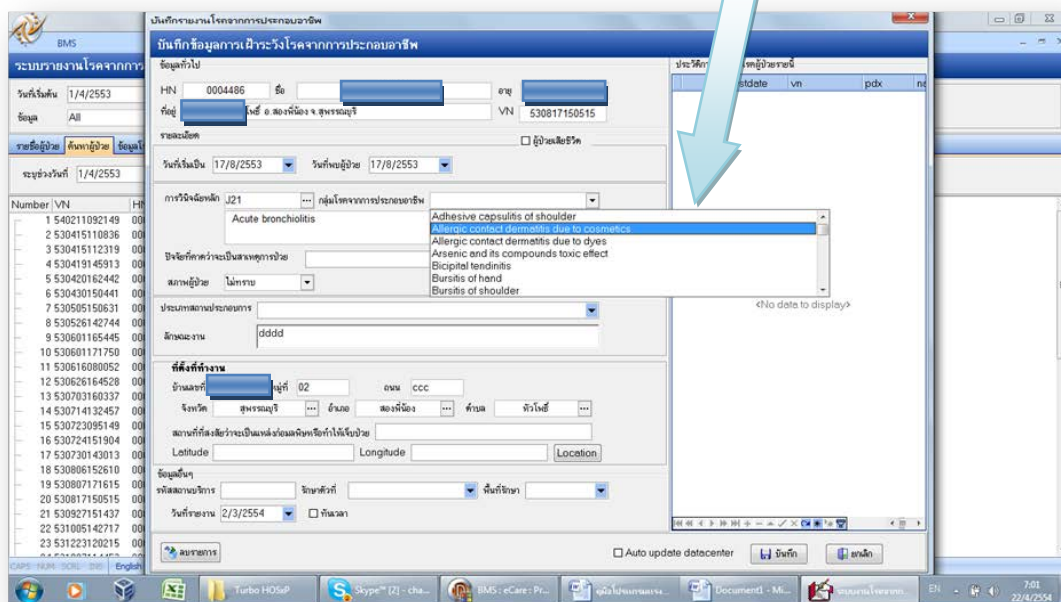 บันทึกรายงานโรคจากการประกอบอาชีพ
BMS
บันทึกข้อมูลการเฝ้าระวังโรคจากการประกอบอาชีพ
ระบบรายงานโรคจากการ
ข้อมูลทั่วไป
HN 0004486 ชื่อ อายุ
ที่อยู่ โพธิ์ อ.สองพี่น้อง จ.สุพรรณบุรี VN 530817150515
stdate vn pdx
วันที่เริ่มต้น 1/4/2553
ข้อมูล All
รายชื่อผู้ป่วย ค้นหาผู้ป่วย
ระบุช่วงวันที่ 1/4/2553
รายละเอียด
ผู้ป่วยเสียชีวิต
วันที่เริ่มเป็น 17/8/2553 วันที่พบผู้ป่วย 17/8/2553
การวินิจฉัยหลัก J21 ... กลุ่มโรคจากการประกอบอาชีพ
Acute bronchiolitis
Adhesive capsulitis of shoulder
Allergic contact dermatitis due to cosmetics
Allergic contact dermatitis due to dyes
Arsenic and its compounds toxic effect
Bicipital tendinitis
Bursitis of hand
Bursitis of shoulder
ปัจจัยที่คาดว่าจะเป็นสาเหตุการป่วย
สภาพผู้ป่วย ไม่ทราบ
<No data to display>
ประเภทสถานประกอบการ
ลักษณะงาน dddd
ที่ตั้งที่ทำงาน
บ้านเลขที่ หมู่ที่ 02 ถนน ccc
จังหวัด สุพรรณบุรี ... อำเภอ สองพี่น้อง ... ตำบล หัวโพธิ์ ...
สถานที่ที่สงสัยว่าจะเป็นแหล่งก่อมลพิษหรือทำให้เจ็บป่วย
Latitude Longitude Location
ข้อมูลอื่นๆ
รหัสสถานบริการ รักษาตัวที่ พื้นที่รักษา
วันที่รายงาน 2/3/2554 ทันเวลา
ลบรายการ Auto update datacenter บันทึก ยกเลิก
Number VN
1 540211092149
2 530415110836
3 530415112319
4 530419145913
5 530420162442
6 530430150441
7 530505150631
8 530526142744
9 530601165445
10 530601171750
11 530616080052
12 530626164528
13 530703160337
14 530714132457
15 530723095149
16 530724151904
17 530730143013
18 530806152610
19 530807171615
20 530817150515
21 530927151437
22 531005142717
23 531223120215
CAPS NUM SCRL INS English
Turbo HOSxP Skype™ [2] - cha... BMS : eCare : Pr... Document1 - Mi... EN 7:01
22/4/2554